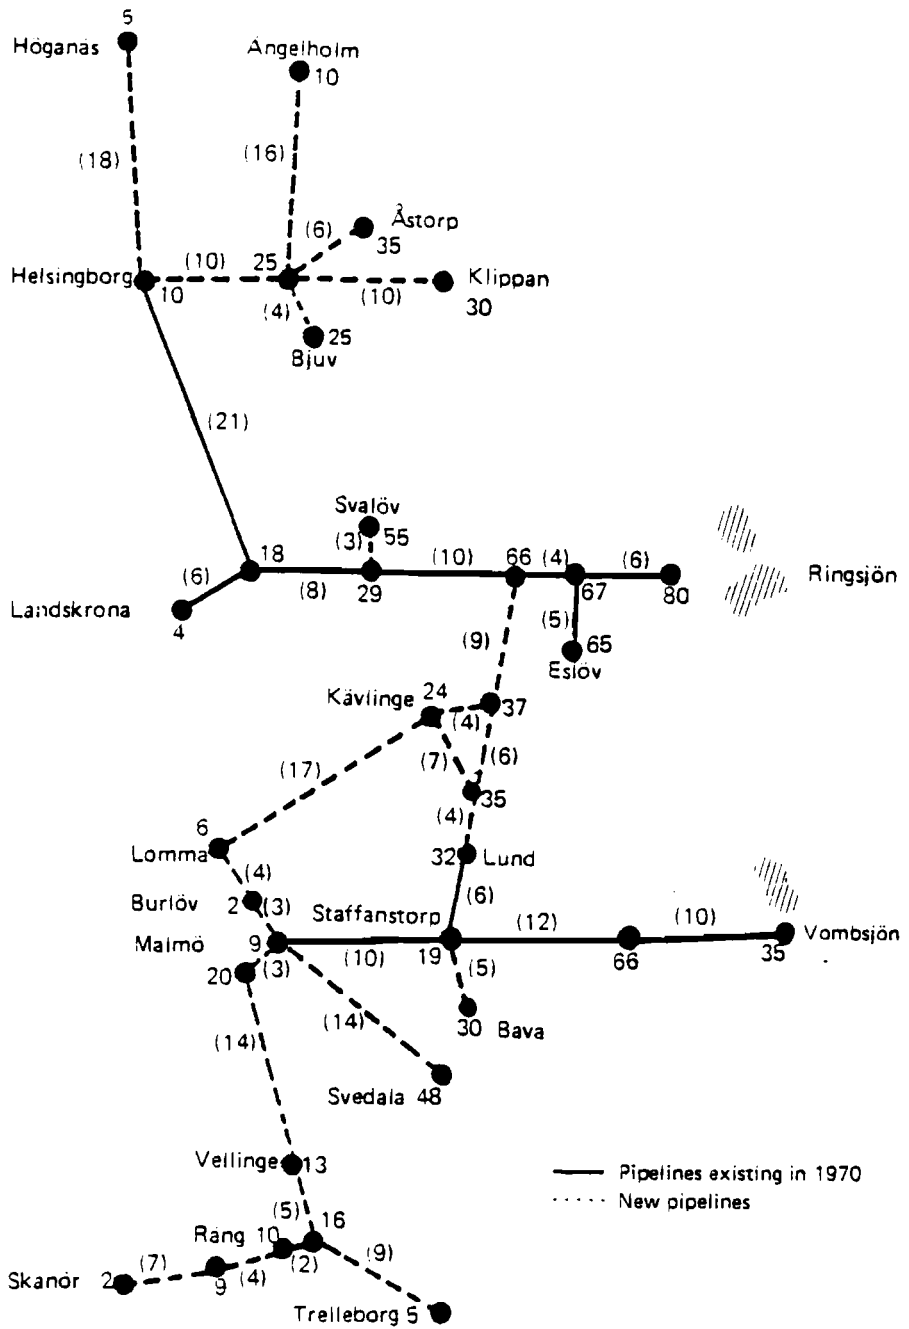 5
Höganäs
Ängelholm
10
(18)
(16)
(6)
Åstorp
35
Helsingborg
(10)
25
10
(4)
(10)
Klippan
30
25
Bjuv
(21)
Svalöv
(3)
55
18
(10)
66
(4)
(6)
Ringsjön
(6)
(8)
29
67
80
Landskrona
4
(5)
65
Eslöv
(9)
Kävlinge
24
(4)
37
(7)
(6)
(17)
35
(4)
6
Lomma
32
Lund
(4)
Burlöv
2
(3)
Staffanstorp
(6)
(12)
(10)
Vombsjön
Malmö
9
(10)
19
66
35
20
(3)
(5)
30
Bava
(14)
(14)
Svedala 48
Vellinge
13
Pipelines existing in 1970
New pipelines
(5)
16
Räng 10
(2)
(9)
(7)
(4)
Skanör
2
9
Trelleborg 5